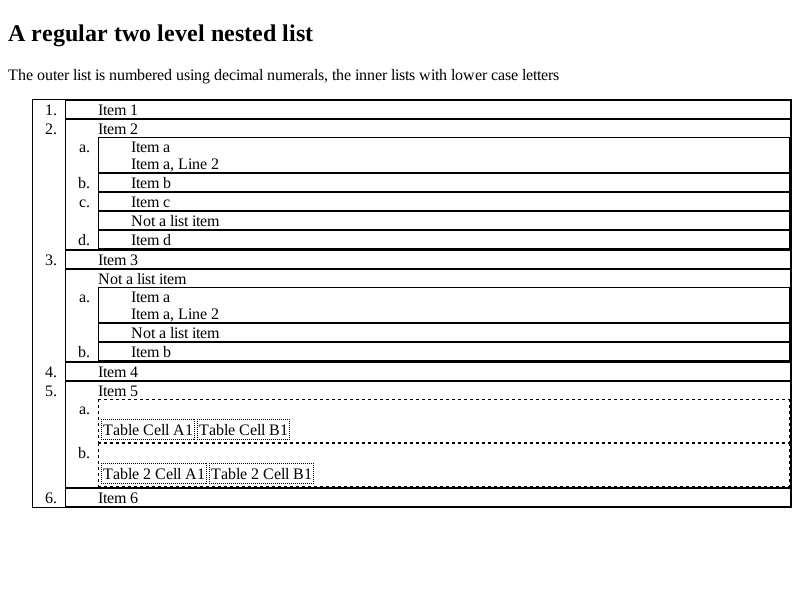 A regular two level nested list
The outer list is numbered using decimal numerals, the inner lists with lower case letters
1. Item 1
2. Item 2
a. Item a
Item a, Line 2
b. Item b
c. Item c
Not a list item
d. Item d
3. Item 3
Not a list item
a. Item a
Item a, Line 2
Not a list item
b. Item b
4. Item 4
5. Item 5
a.
Table Cell A1 Table Cell B1
b.
Table 2 Cell A1 Table 2 Cell B1
6. Item 6